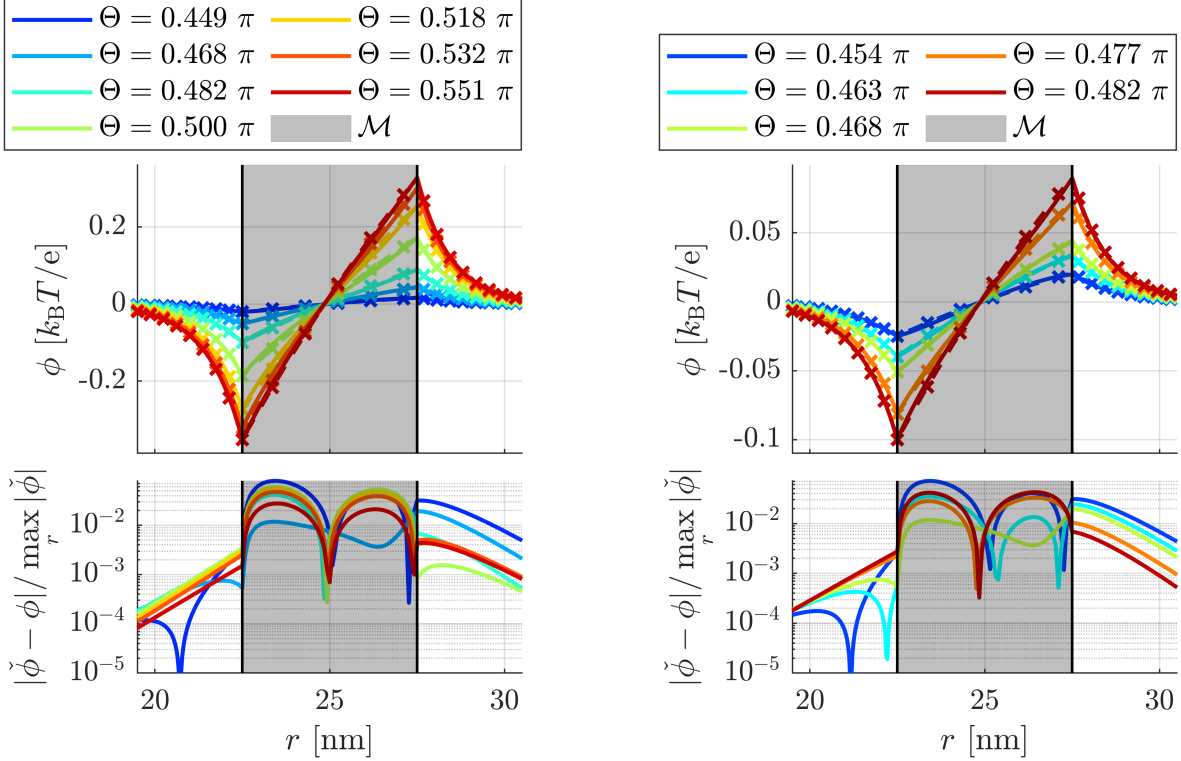 Θ = 0.449 π Θ = 0.518 π
Θ = 0.468 π Θ = 0.532 π
Θ = 0.482 π Θ = 0.551 π
Θ = 0.500 π ℳ
ϕ [k_BT/e]
0.2
0
-0.2
|ϕ̌ − ϕ|/ max_r |ϕ̌|
10⁻²
10⁻³
10⁻⁴
10⁻⁵
20 25 30
r [nm]
Θ = 0.454 π Θ = 0.477 π
Θ = 0.463 π Θ = 0.482 π
Θ = 0.468 π ℳ
ϕ [k_BT/e]
0.05
0
-0.05
-0.1
|ϕ̌ − ϕ|/ max_r |ϕ̌|
10⁻²
10⁻³
10⁻⁴
10⁻⁵
20 25 30
r [nm]